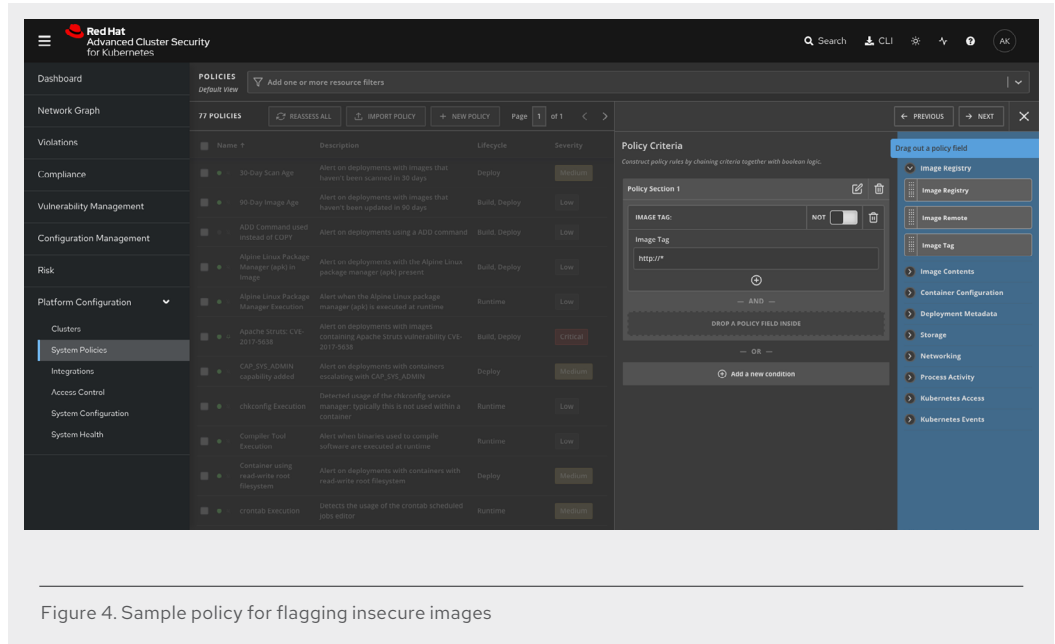 Red Hat
Advanced Cluster Security
for Kubernetes
Search
CLI
AK
Dashboard
Network Graph
Violations
Compliance
Vulnerability Management
Configuration Management
Risk
Platform Configuration
Clusters
System Policies
Integrations
Access Control
System Configuration
System Health
POLICIES
Default View
Add one or more resource filters
77 POLICIES
REASSESS ALL
IMPORT POLICY
+ NEW POLICY
Page 1 of 1
PREVIOUS
NEXT
Name
Description
Lifecycle
Severity
30-Day Scan Age
Alert on deployments with images that
haven't been scanned in 30 days
Deploy
Medium
90-Day Image Age
Alert on deployments with images that
haven't been updated in 90 days
Build, Deploy
Low
ADD Command used
instead of COPY
Alert on deployments using a ADD command
Build, Deploy
Low
Alpine Linux Package
Manager (apk) in
Image
Alert on deployments with the Alpine Linux
package manager (apk) present
Build, Deploy
Low
Alpine Linux Package
Manager Execution
Alert when the Alpine Linux package
manager (apk) is executed at runtime
Runtime
Low
Apache Struts: CVE-
2017-5638
Alert on deployments with images
containing Apache Struts vulnerability CVE-
2017-5638
Build, Deploy
Critical
CAP_SYS_ADMIN
capability added
Alert on deployments with containers
escalating with CAP_SYS_ADMIN
Deploy
Medium
chkconfig Execution
Detected usage of the chkconfig service
manager; typically this is not used within a
container
Runtime
Low
Compiler Tool
Execution
Alert when binaries used to compile
software are executed at runtime
Runtime
Low
Container using
read-write root
filesystem
Alert on deployments with containers with
read-write root filesystem
Deploy
Medium
crontab Execution
Detects the usage of the crontab scheduled
jobs editor
Runtime
Medium
Policy Criteria
Construct policy rules by chaining criteria together with boolean logic.
Policy Section 1
IMAGE TAG:
NOT
Image Tag
http://*
— AND —
DROP A POLICY FIELD INSIDE
— OR —
Add a new condition
Drag out a policy field
Image Registry
Image Registry
Image Remote
Image Tag
Image Contents
Container Configuration
Deployment Metadata
Storage
Networking
Process Activity
Kubernetes Access
Kubernetes Events
Figure 4. Sample policy for flagging insecure images